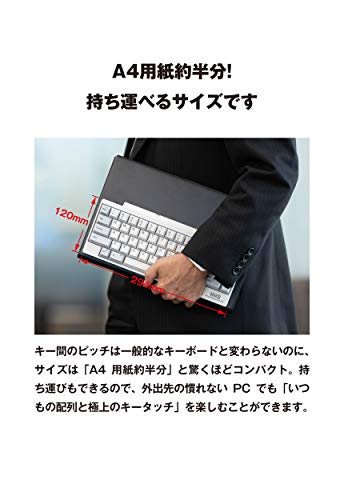 A4用紙約半分!
持ち運べるサイズです
120mm
キー間のピッチは一般的なキーボードと変わらないのに、
サイズは「A4 用紙約半分」と驚くほどコンパクト。持
ち運びもできるので、外出先の慣れない PC でも「いつ
もの配列と極上のキータッチ」を楽しむことができます。